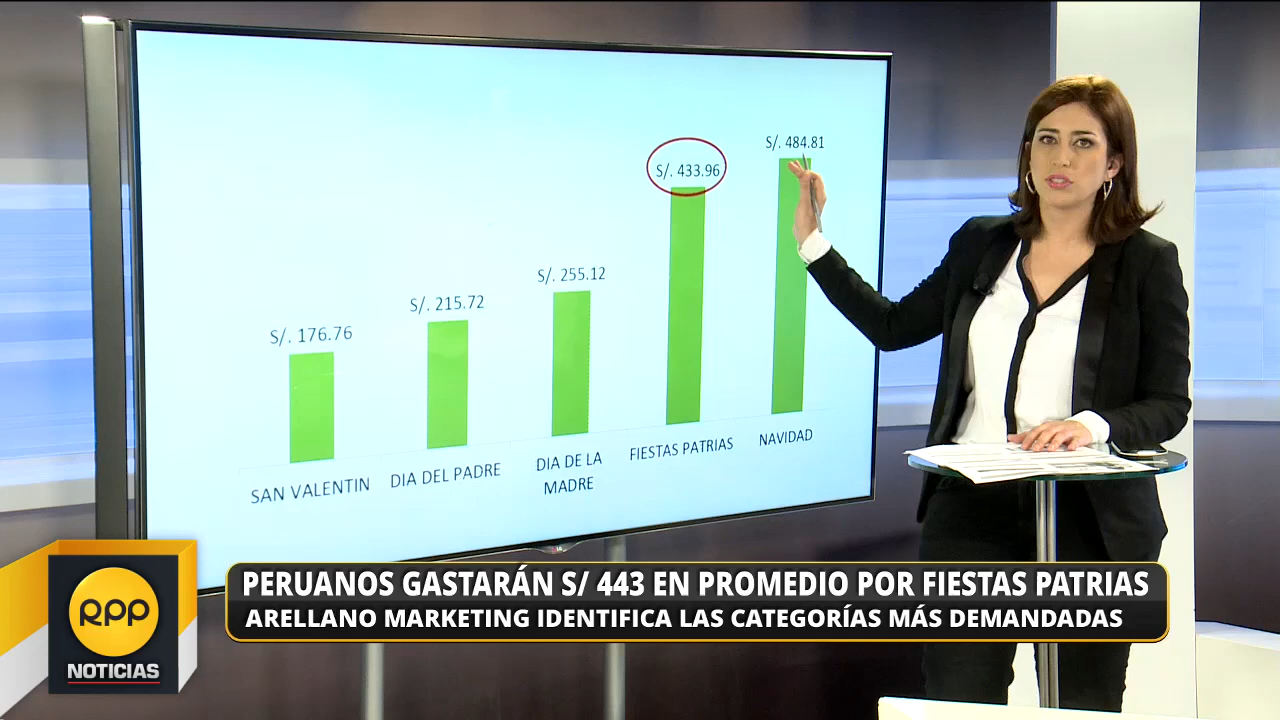 S/. 484.81
S/. 433.96
S/. 255.12
S/. 215.72
S/. 176.76
SAN VALENTIN
DIA DEL PADRE
DIA DE LA
MADRE
FIESTAS PATRIAS
NAVIDAD
rpp
NOTICIAS
PERUANOS GASTARÁN S/ 443 EN PROMEDIO POR FIESTAS PATRIAS
ARELLANO MARKETING IDENTIFICA LAS CATEGORÍAS MÁS DEMANDADAS